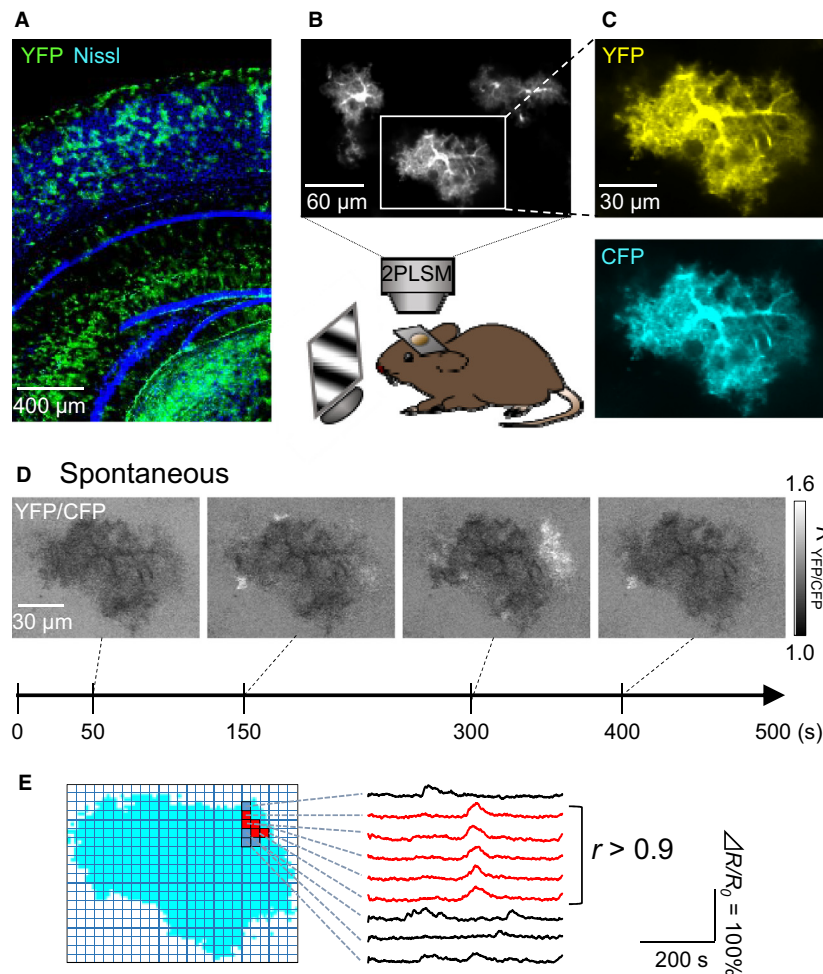 A
YFP Nissl
400 µm
B
60 µm
2PLSM
C
YFP
30 µm
CFP
D Spontaneous
YFP/CFP
30 µm
1.6
YFP/CFP
1.0
0 50 150 300 400 500 (s)
E
r > 0.9
⊿R/R0 = 100%
200 s